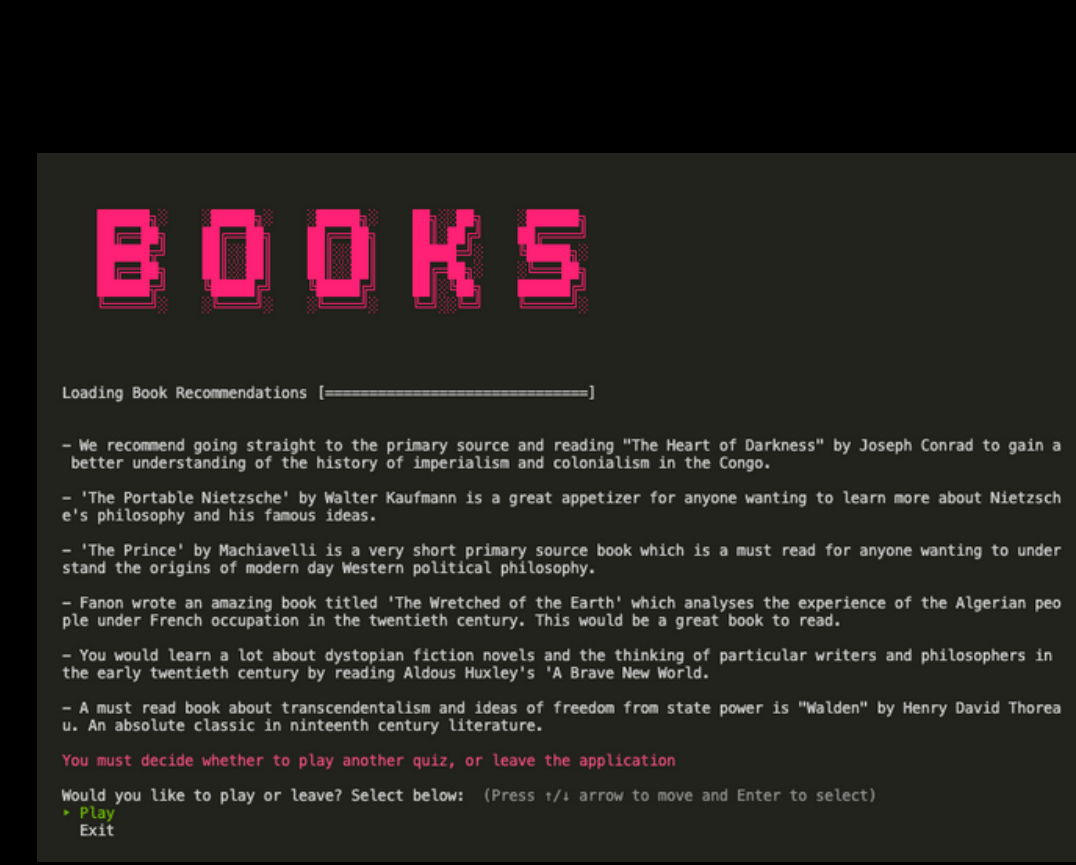 BOOKS
Loading Book Recommendations [==============================]
– We recommend going straight to the primary source and reading "The Heart of Darkness" by Joseph Conrad to gain a
better understanding of the history of imperialism and colonialism in the Congo.
– 'The Portable Nietzsche' by Walter Kaufmann is a great appetizer for anyone wanting to learn more about Nietzsch
e's philosophy and his famous ideas.
– 'The Prince' by Machiavelli is a very short primary source book which is a must read for anyone wanting to under
stand the origins of modern day Western political philosophy.
– Fanon wrote an amazing book titled 'The Wretched of the Earth' which analyses the experience of the Algerian peo
ple under French occupation in the twentieth century. This would be a great book to read.
– You would learn a lot about dystopian fiction novels and the thinking of particular writers and philosophers in
the early twentieth century by reading Aldous Huxley's 'A Brave New World.
– A must read book about transcendentalism and ideas of freedom from state power is "Walden" by Henry David Thorea
u. An absolute classic in ninteenth century literature.
You must decide whether to play another quiz, or leave the application
Would you like to play or leave? Select below:  (Press ↑/↓ arrow to move and Enter to select)
‣ Play
Exit